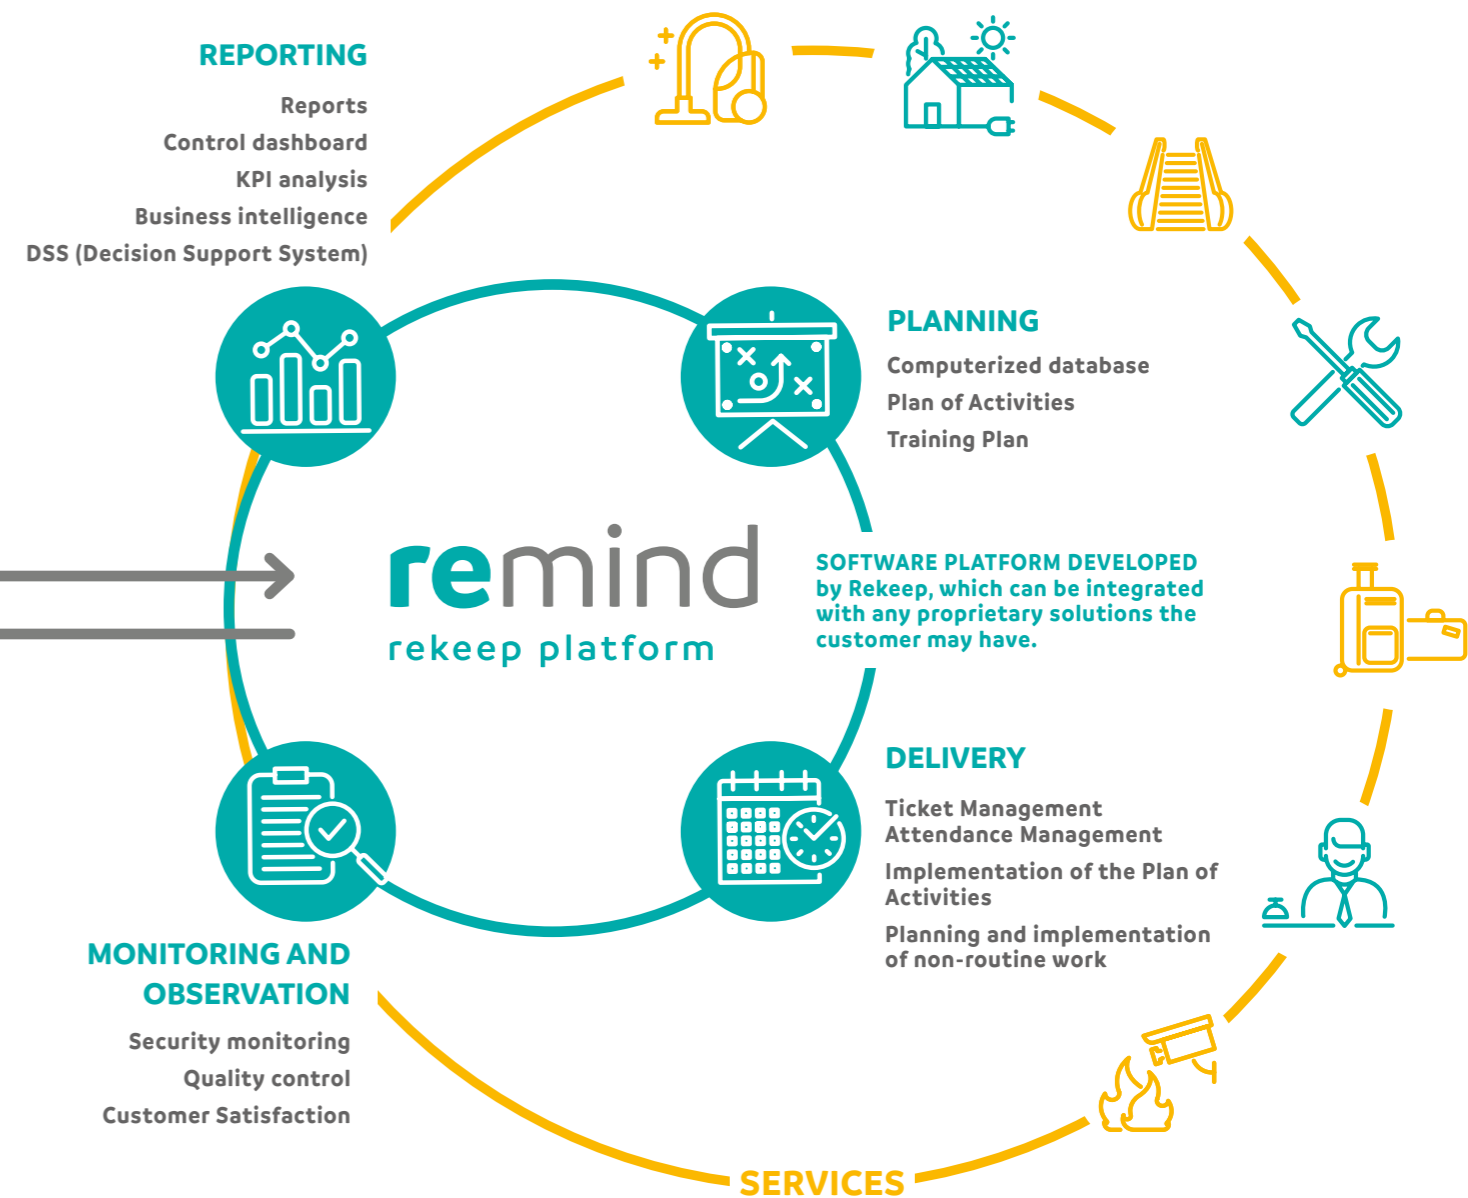 REPORTING
Reports
Control dashboard
KPI analysis
Business intelligence
DSS (Decision Support System)
PLANNING
Computerized database
Plan of Activities
Training Plan
remind
rekeep platform
SOFTWARE PLATFORM DEVELOPED
by Rekeep, which can be integrated
with any proprietary solutions the
customer may have.
DELIVERY
Ticket Management
Attendance Management
Implementation of the Plan of
Activities
Planning and implementation
of non-routine work
MONITORING AND
OBSERVATION
Security monitoring
Quality control
Customer Satisfaction
SERVICES